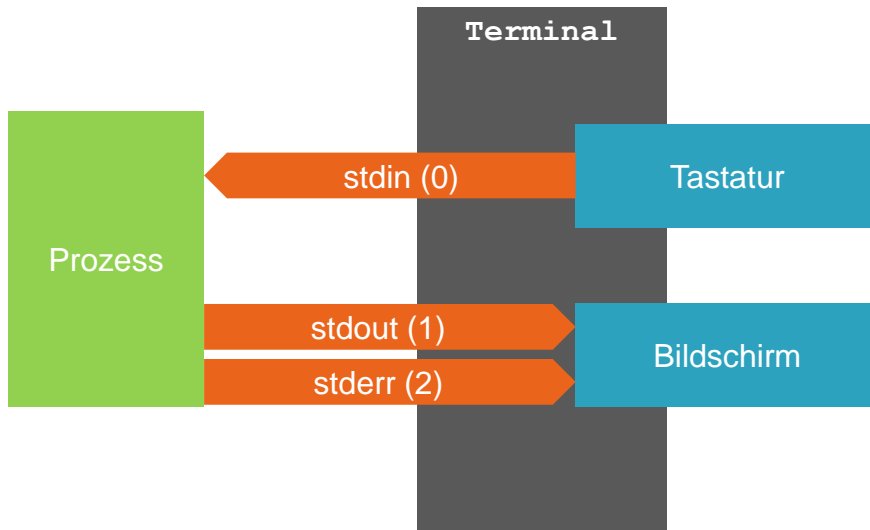 Terminal
stdin (0)
Tastatur
Prozess
stdout (1)
Bildschirm
stderr (2)